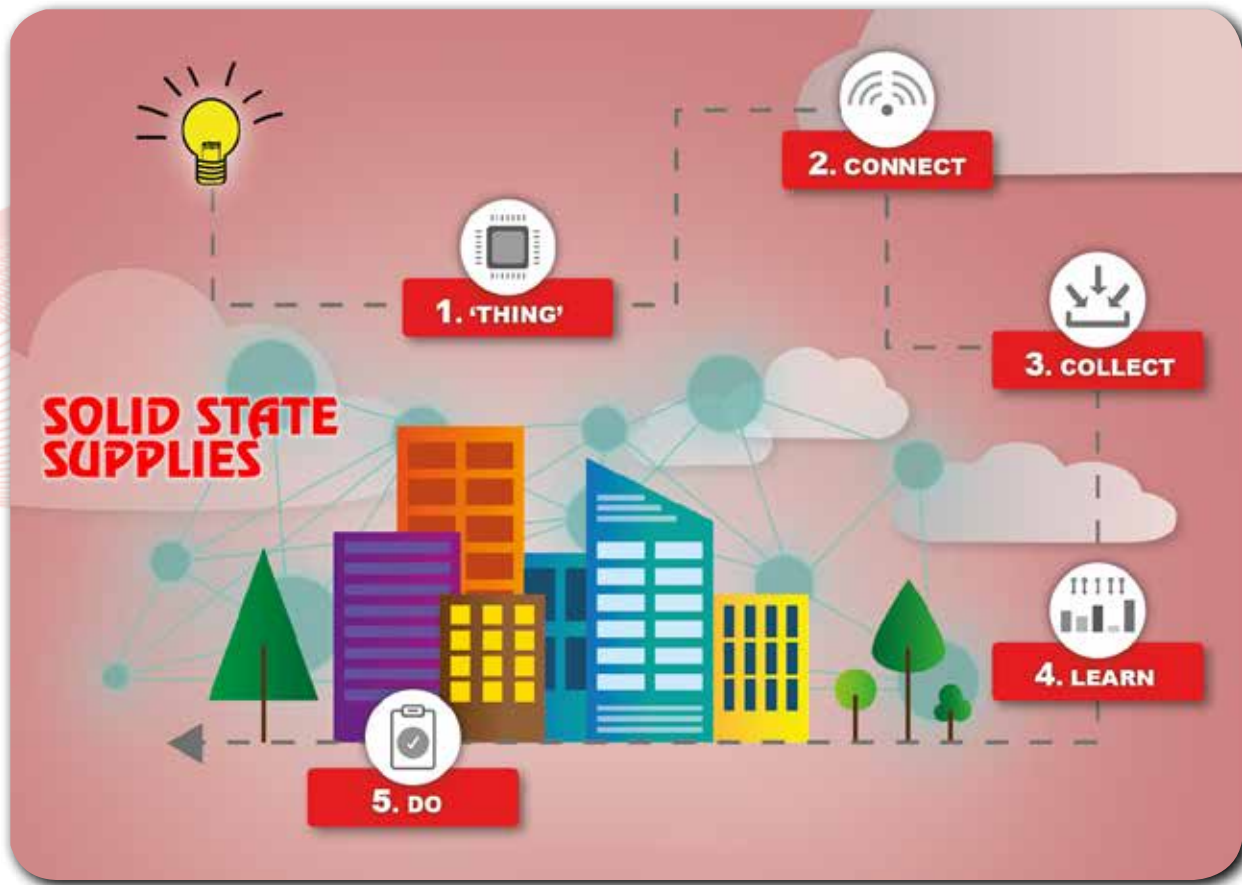 2. CONNECT
1. ‘THING’
3. COLLECT
SOLID STATE
SUPPLIES
4. LEARN
5. DO